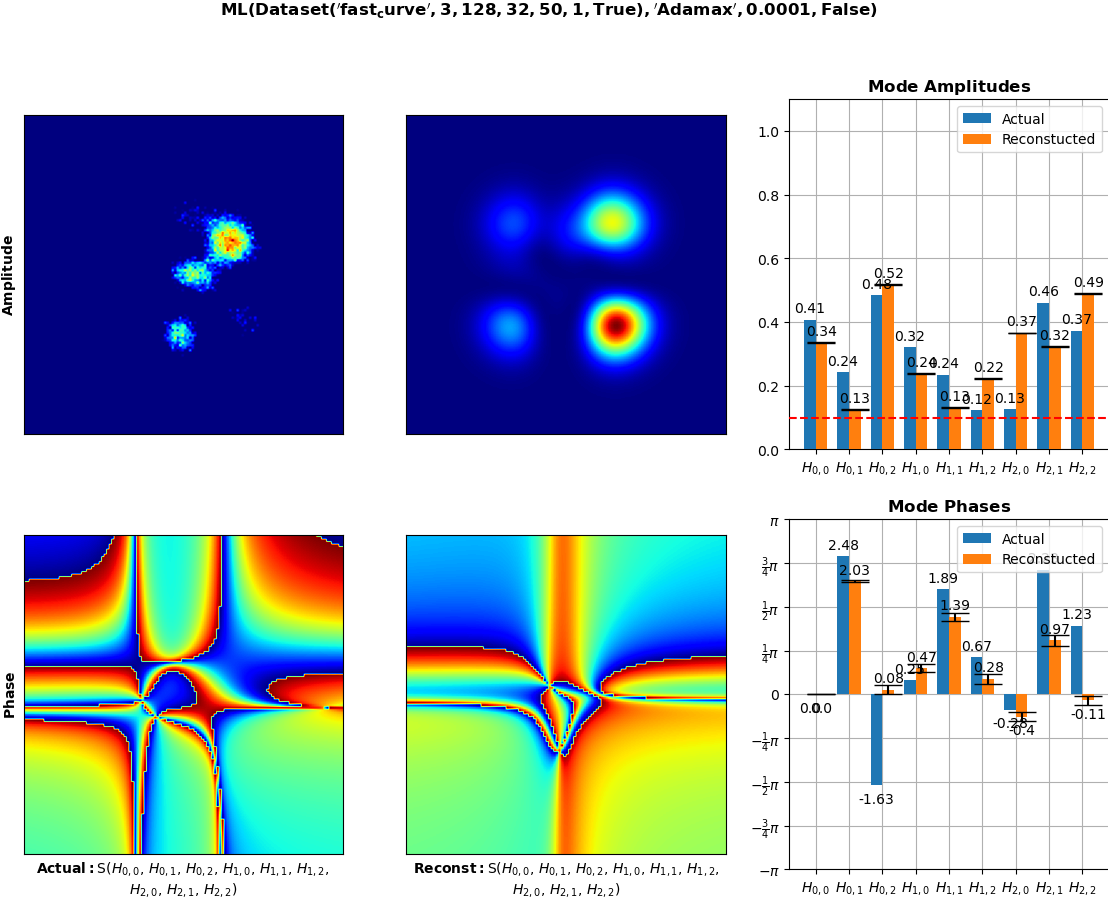 ML(Dataset('fast_curve', 3, 128, 32, 50, 1, True), 'Adamax', 0.0001, False)
Amplitude
Mode Amplitudes
Actual
Reconstucted
1.0
0.8
0.6
0.4
0.2
0.0
0.41
0.34
0.24
0.13
0.48
0.52
0.32
0.24
0.24
0.13
0.12
0.22
0.13
0.37
0.46
0.32
0.37
0.49
H0,0 H0,1 H0,2 H1,0 H1,1 H1,2 H2,0 H2,1 H2,2
Phase
Actual: S(H0,0, H0,1, H0,2, H1,0, H1,1, H1,2,
H2,0, H2,1, H2,2)
Reconst: S(H0,0, H0,1, H0,2, H1,0, H1,1, H1,2,
H2,0, H2,1, H2,2)
Mode Phases
Actual
Reconstucted
π
3/4π
1/2π
1/4π
0
−1/4π
−1/2π
−3/4π
−π
0.0
0.0
2.48
2.03
-1.63
0.08
0.47
1.89
1.39
0.67
0.28
-0.28
-0.4
0.97
1.23
-0.11
H0,0 H0,1 H0,2 H1,0 H1,1 H1,2 H2,0 H2,1 H2,2